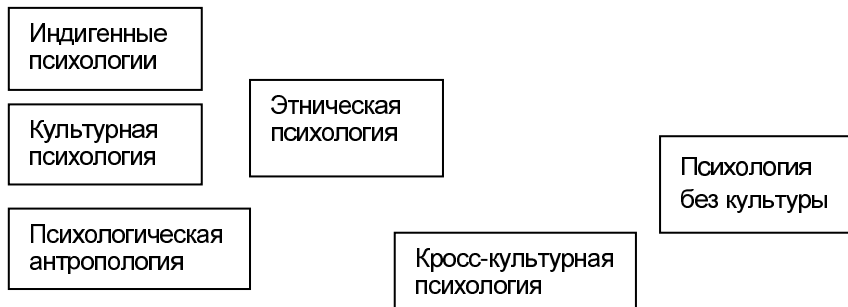 Индигенные
психологии
Этническая
психология
Культурная
психология
Психология
без культуры
Психологическая
антропология
Кросс-культурная
психология